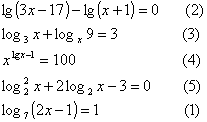 lg(3x−17)−lg(x+1)=0 (2)
log₃ x+logₓ 9=3 (3)
x^(lgx−1)=100 (4)
log₂² x+2log₂ x−3=0 (5)
log₇(2x−1)=1 (1)